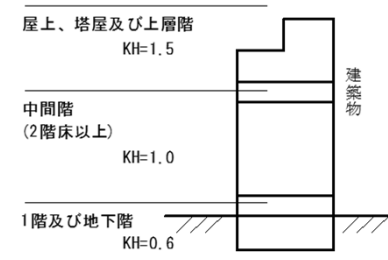 屋上、塔屋及び上層階
KH=1.5
中間階
(2階床以上)
KH=1.0
1階及び地下階
KH=0.6
建築物